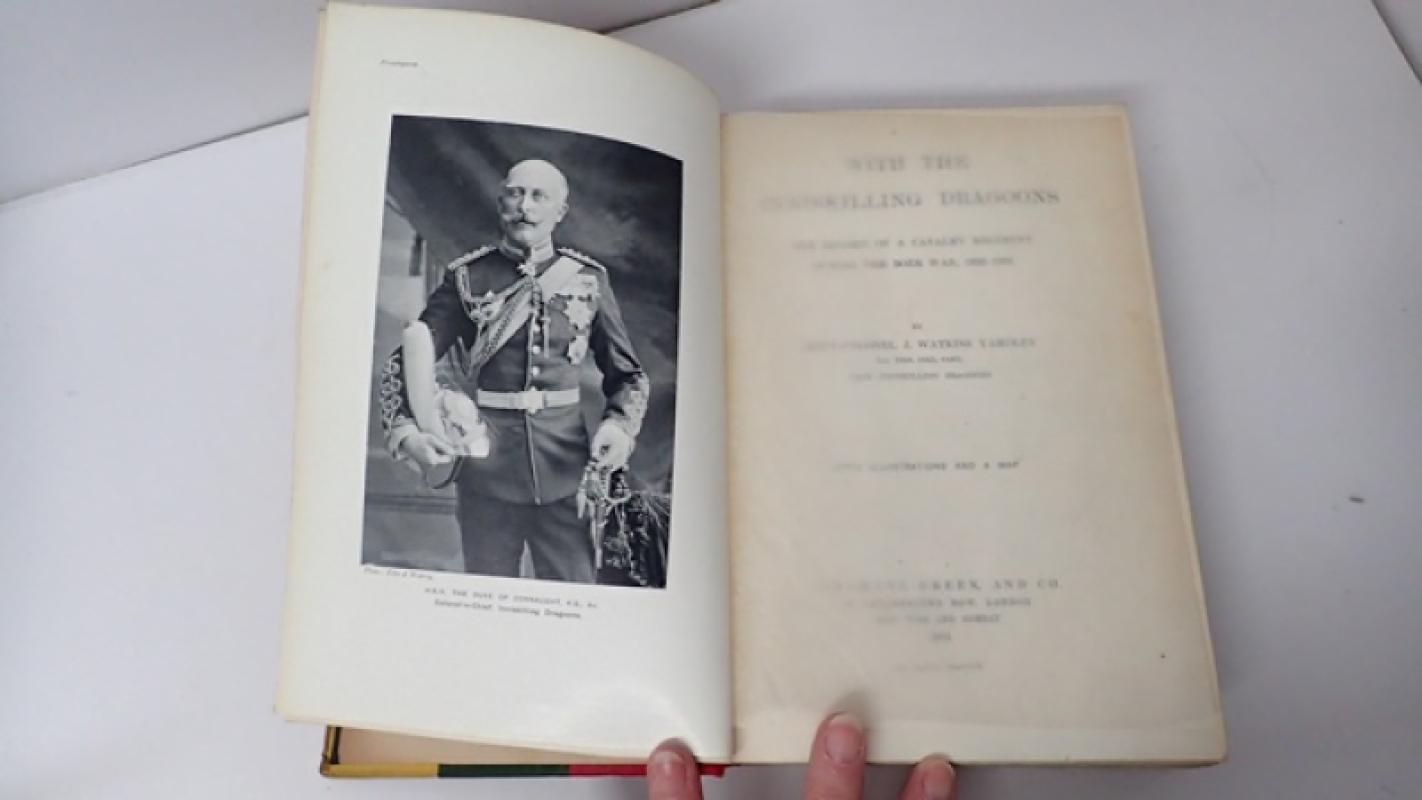 Frontispiece
H.R.H. THE DUKE OF CONNAUGHT, K.G., &c.
Colonel-in-Chief, Inniskilling Dragoons.
WITH THE
INNISKILLING DRAGOONS
THE RECORD OF A CAVALRY REGIMENT
DURING THE BOER WAR, 1899-1902
BY
LIEUT.-COLONEL J. WATKINS YARDLEY
INNISKILLING DRAGOONS
WITH ILLUSTRATIONS AND A MAP
LONGMANS, GREEN, AND CO.
PATERNOSTER ROW, LONDON
NEW YORK AND BOMBAY